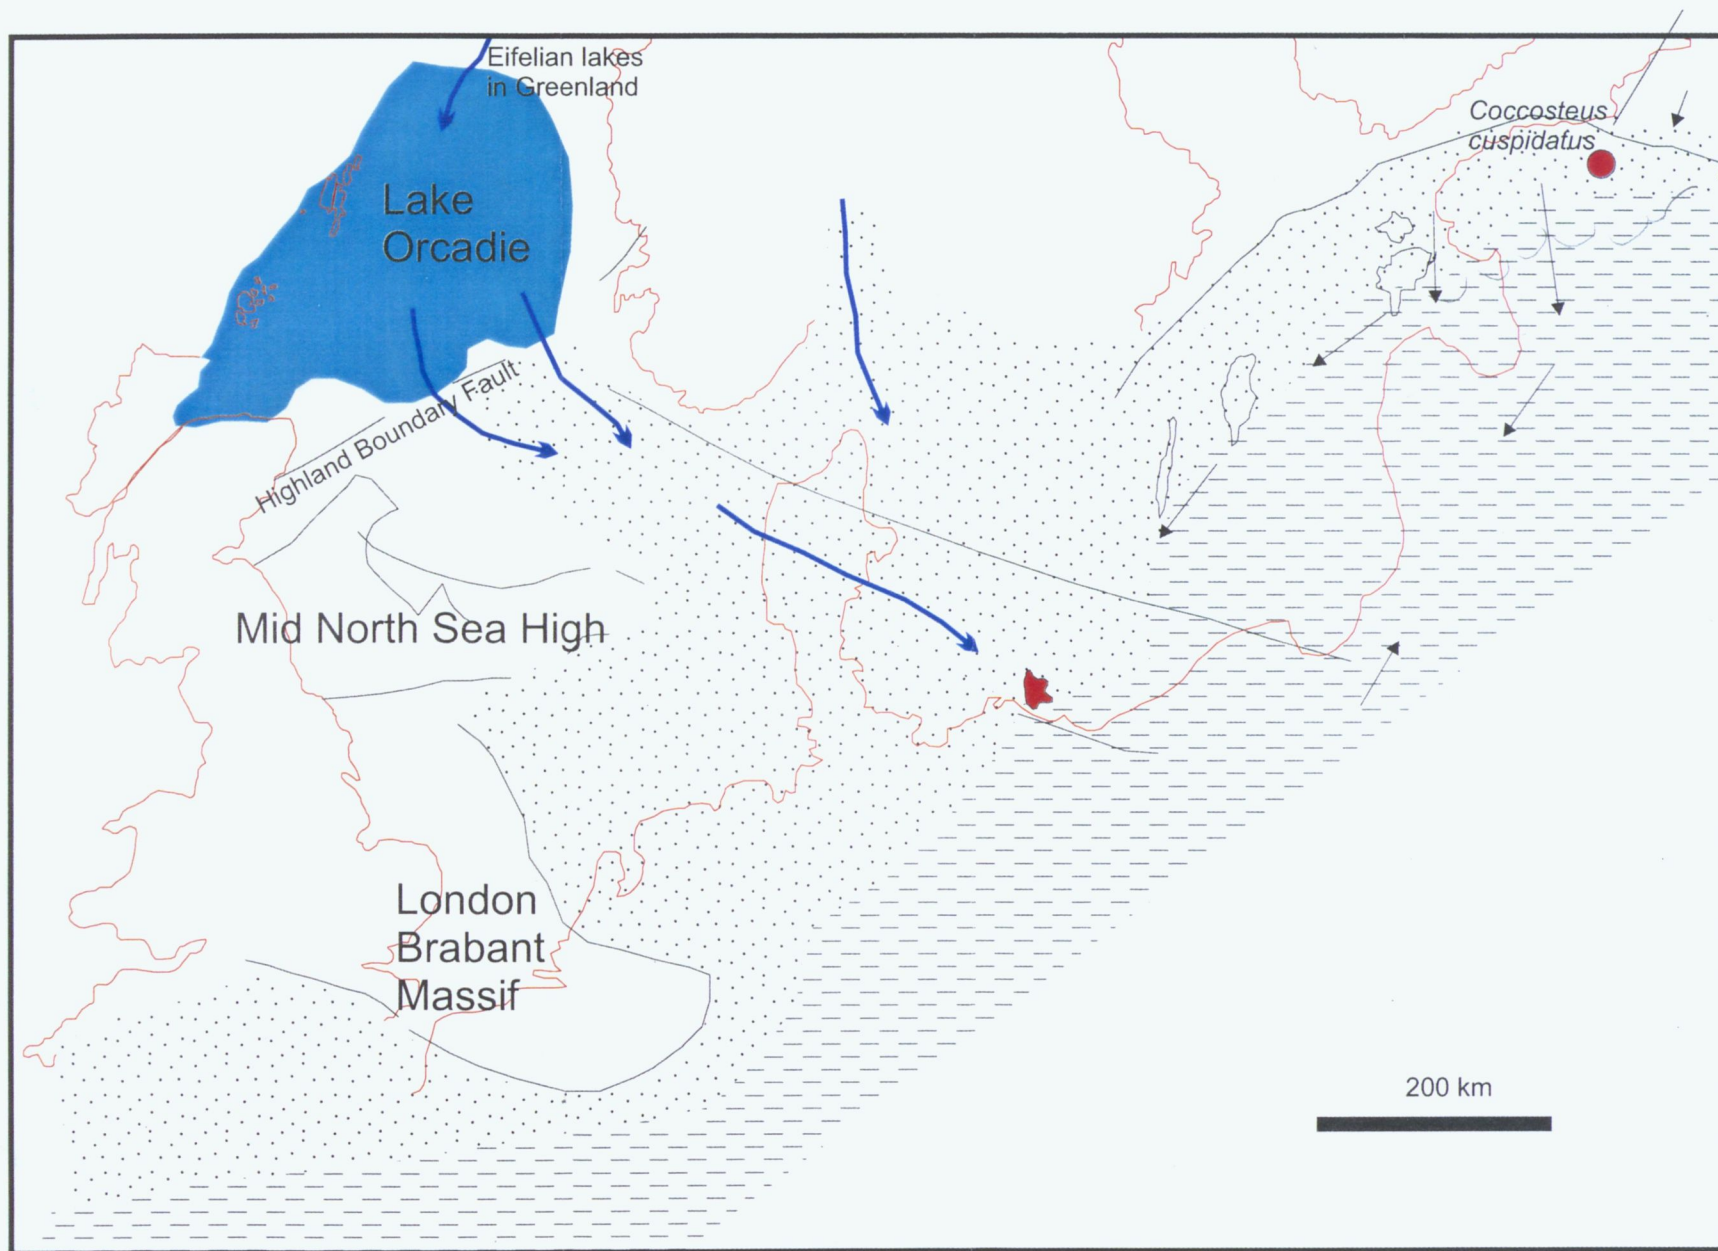 Eifelian lakes
in Greenland
Coccosteus
cuspidatus
Lake
Orcadie
Highland Boundary Fault
Mid North Sea High
London
Brabant
Massif
200 km